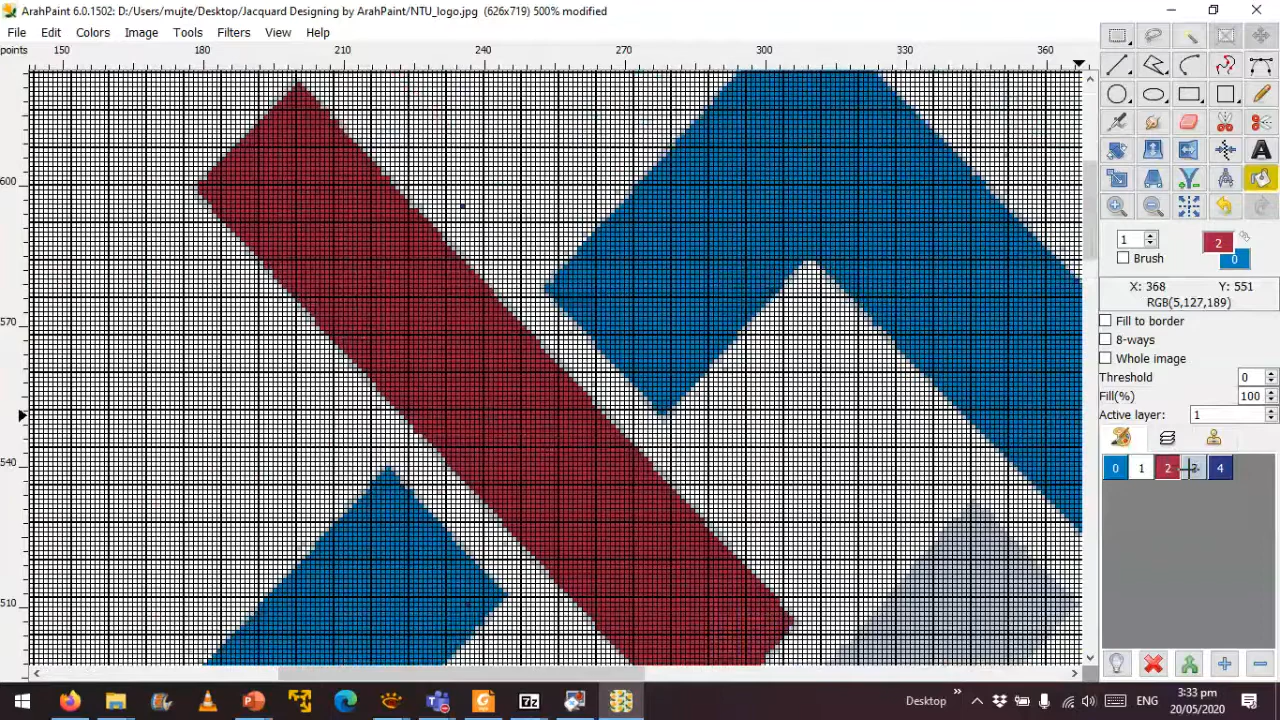 ArahPaint 6.0.1502: D:/Users/mujte/Desktop/Jacquard Designing by ArahPaint/NTU_logo.jpg (626x719) 500% modified
File Edit Colors Image Tools Filters View Help
points 150 180 210 240 270 300 330 360
600
570
540
510
A
1
Brush
2
0
X: 368 Y: 551
RGB(5,127,189)
Fill to border
8-ways
Whole image
Threshold 0
Fill(%) 100
Active layer: 1
0 1 2 3 4
7z
Desktop
ENG
3:33 pm
20/05/2020